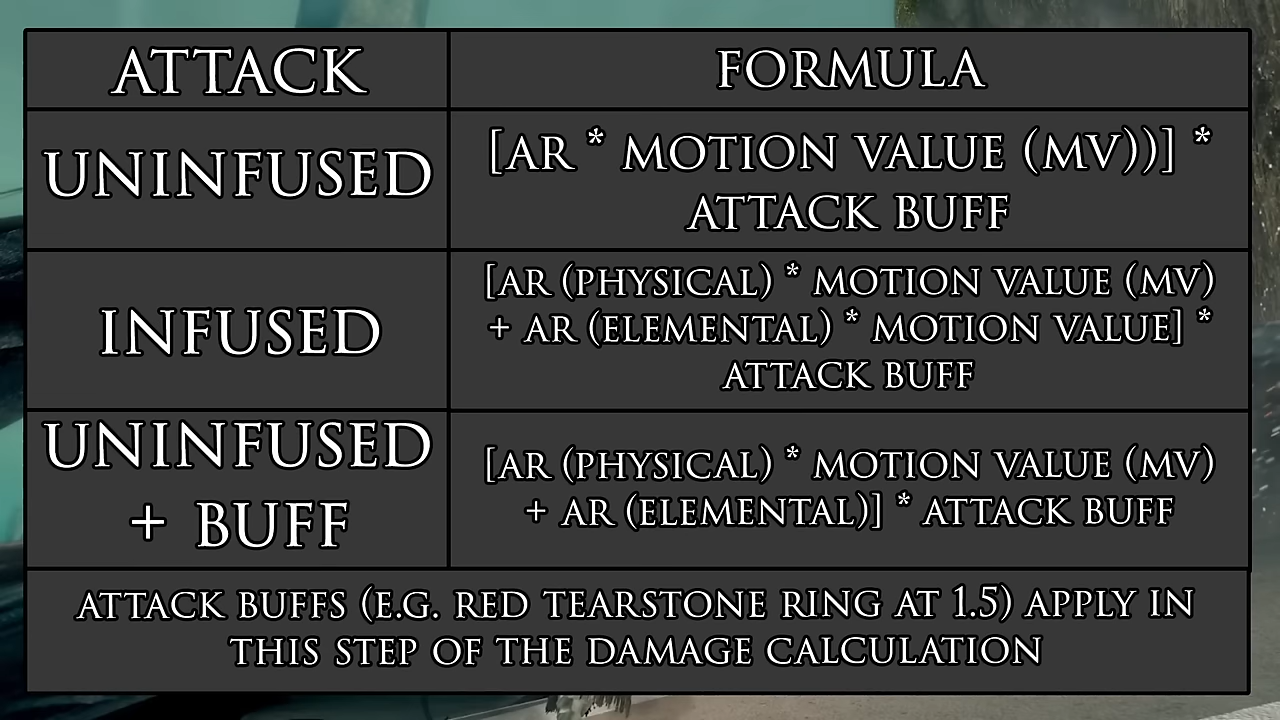 ATTACK
FORMULA
UNINFUSED
[AR * MOTION VALUE (MV))] *
ATTACK BUFF
INFUSED
[AR (PHYSICAL) * MOTION VALUE (MV)
+ AR (ELEMENTAL) * MOTION VALUE] *
ATTACK BUFF
UNINFUSED
+ BUFF
[AR (PHYSICAL) * MOTION VALUE (MV)
+ AR (ELEMENTAL)] * ATTACK BUFF
ATTACK BUFFS (E.G. RED TEARSTONE RING AT 1.5) APPLY IN
THIS STEP OF THE DAMAGE CALCULATION